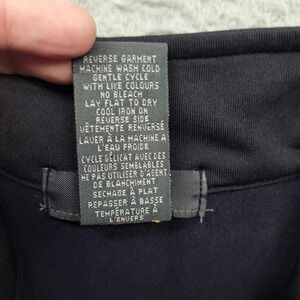 REVERSE GARMENT
MACHINE WASH COLD
GENTLE CYCLE
WITH LIKE COLOURS
NO BLEACH
LAY FLAT TO DRY
COOL IRON ON
REVERSE SIDE
VÊTEMENTE RENVERSÉ
LAVER À LA MACHINE A
L'EAU FROIDE
CYCLE DÉLICAT AVEC DES
COULEURS SEMBLABLES
NE PAS UTILISER D'AGENT
DE BLANCHIMENT
SECHAGE À PLAT
REPASSER À BASSE
TEMPÉRATURE À
L'ENVERS